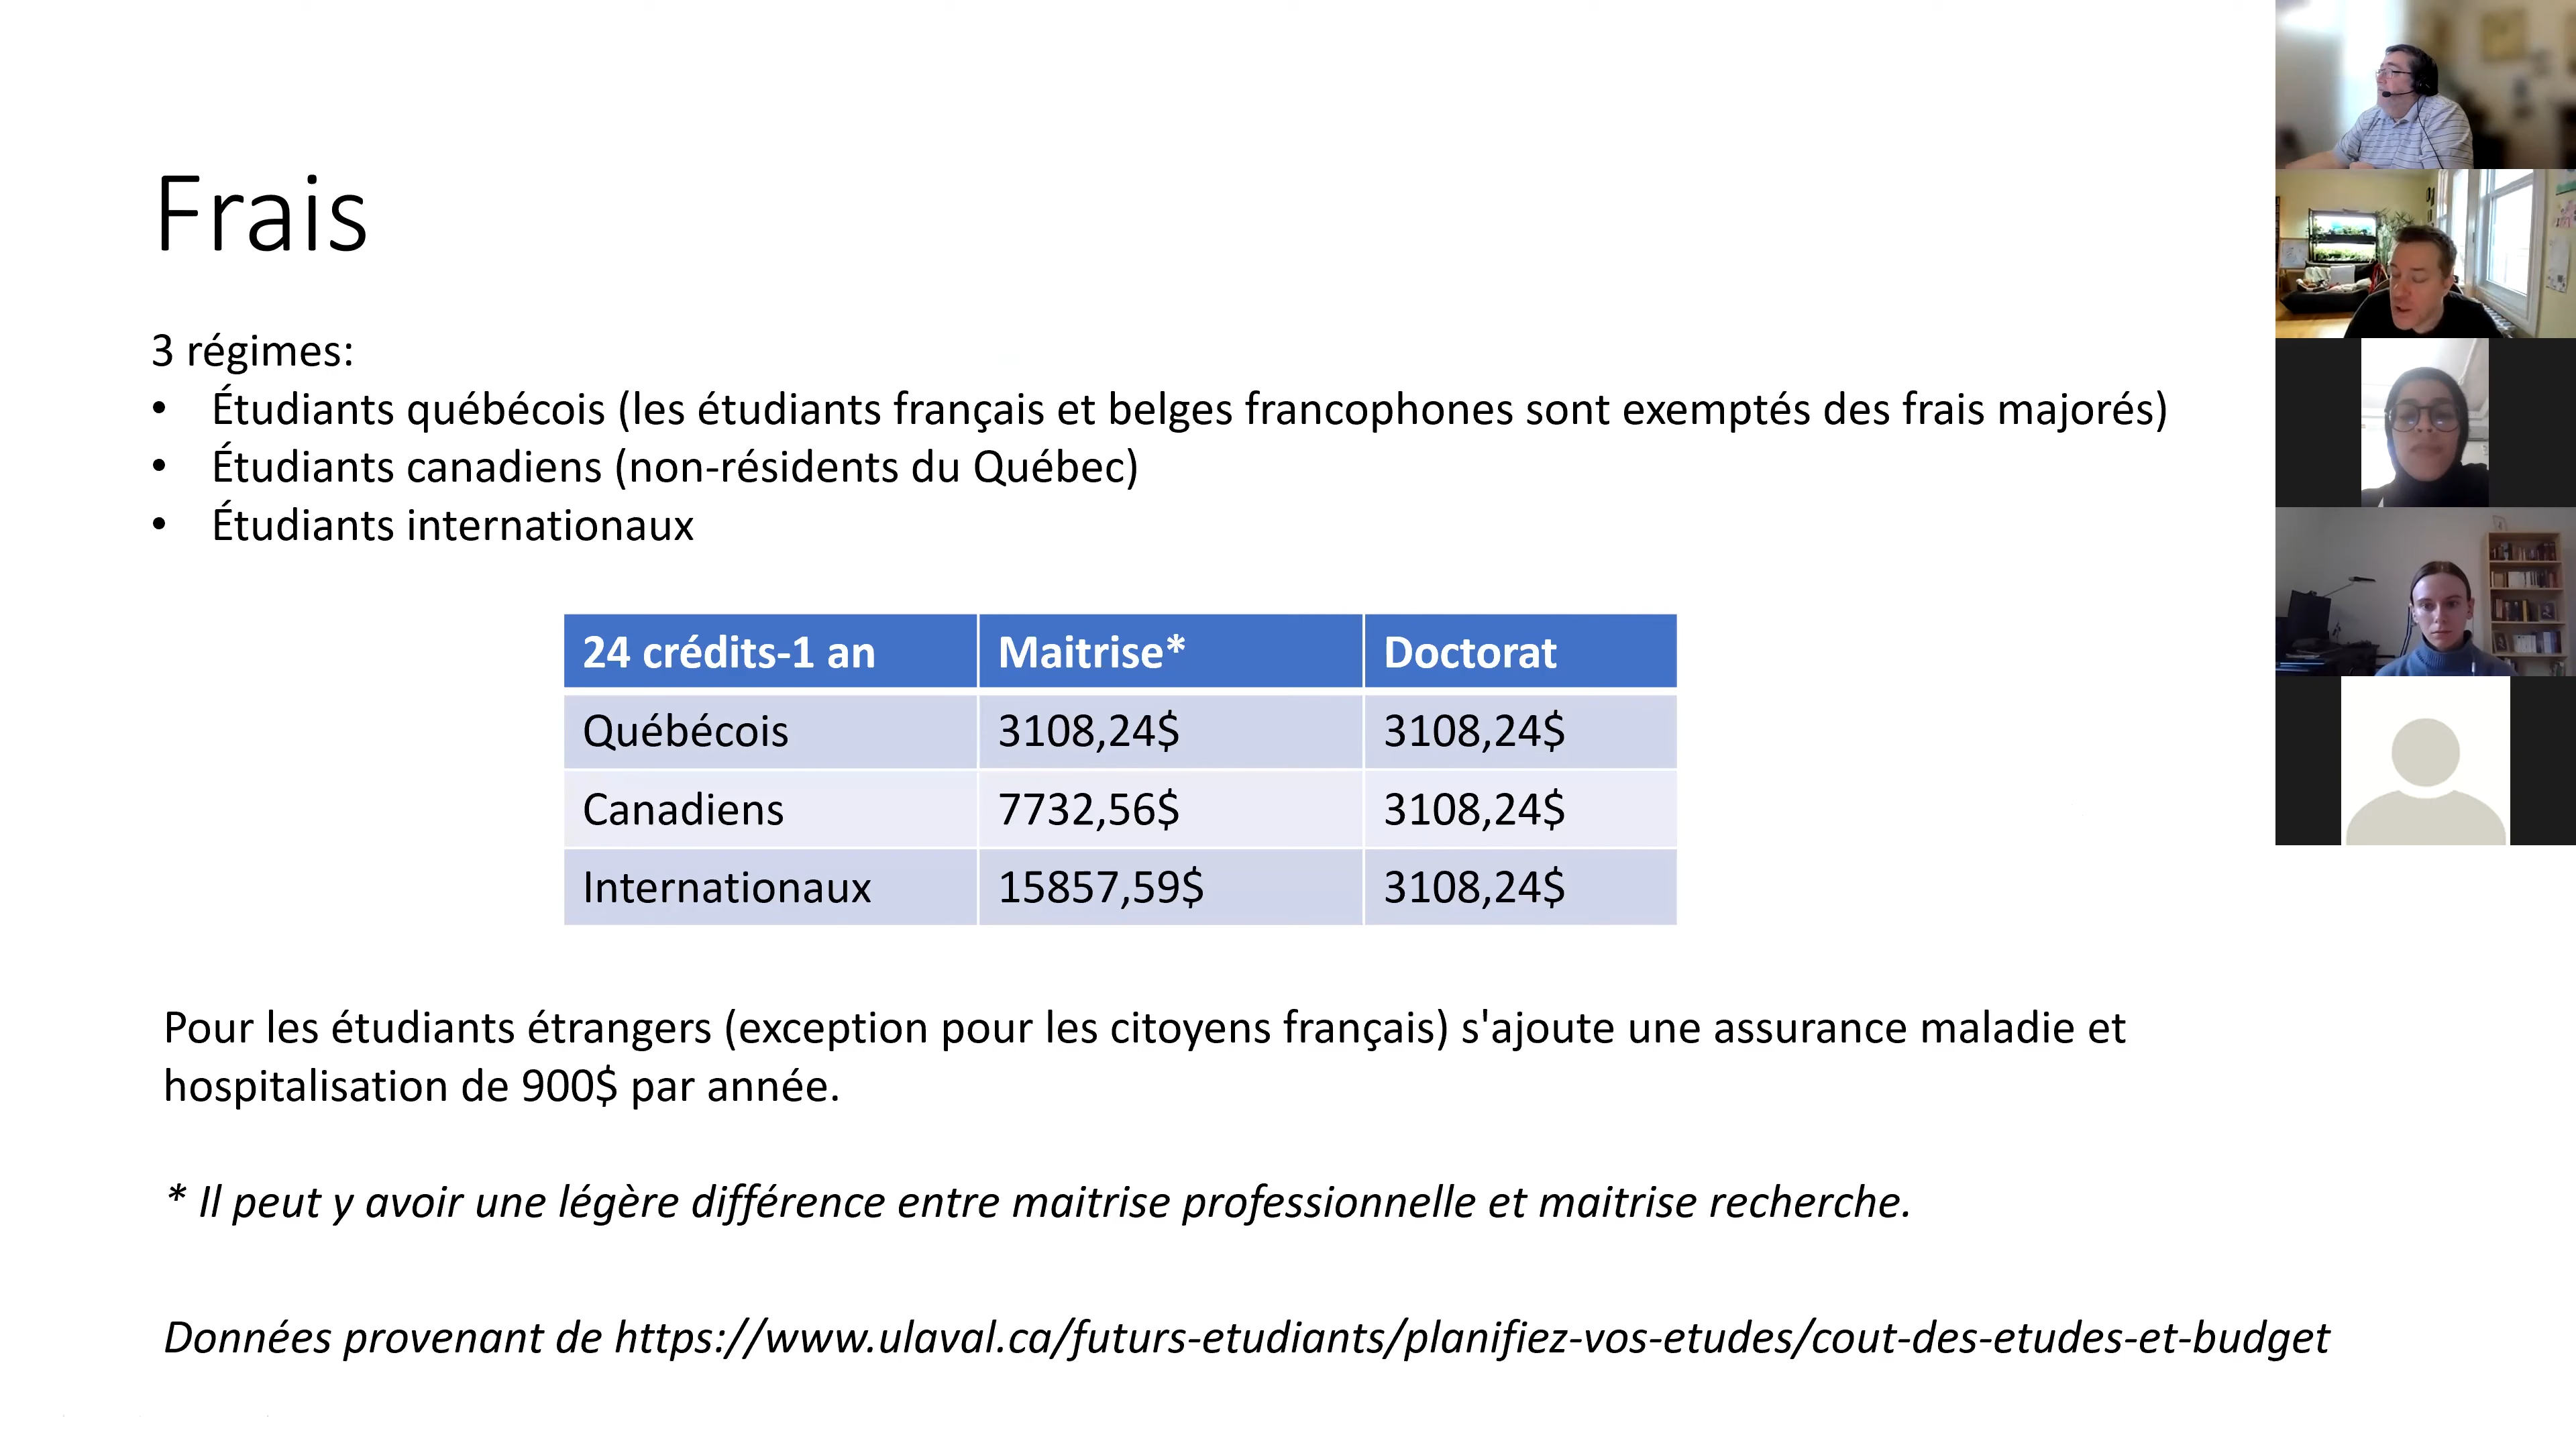 Frais
3 régimes:
• Étudiants québécois (les étudiants français et belges francophones sont exemptés des frais majorés)
• Étudiants canadiens (non-résidents du Québec)
• Étudiants internationaux
24 crédits-1 an Maitrise* Doctorat
Québécois 3108,24$ 3108,24$
Canadiens 7732,56$ 3108,24$
Internationaux 15857,59$ 3108,24$
Pour les étudiants étrangers (exception pour les citoyens français) s'ajoute une assurance maladie et
hospitalisation de 900$ par année.
* Il peut y avoir une légère différence entre maitrise professionnelle et maitrise recherche.
Données provenant de https://www.ulaval.ca/futurs-etudiants/planifiez-vos-etudes/cout-des-etudes-et-budget